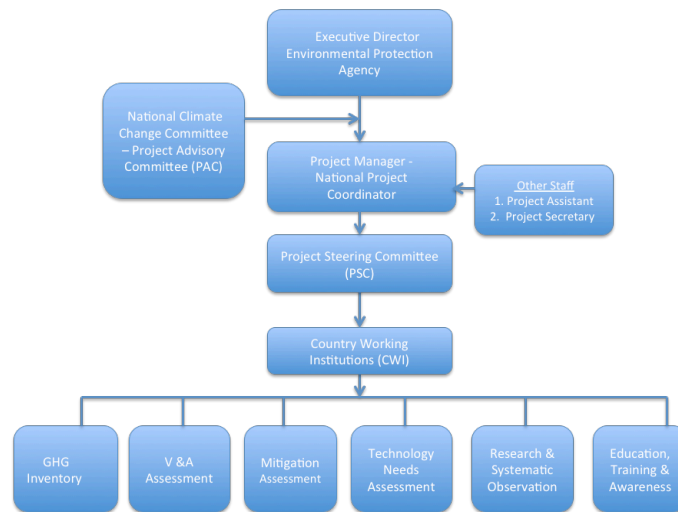 Executive Director
Environmental Protection
Agency
National Climate
Change Committee
– Project Advisory
Committee (PAC)
Project Manager -
National Project
Coordinator
Other Staff
1. Project Assistant
2. Project Secretary
Project Steering Committee
(PSC)
Country Working
Institutions (CWI)
GHG
Inventory
V &A
Assessment
Mitigation
Assessment
Technology
Needs
Assessment
Research &
Systematic
Observation
Education,
Training &
Awareness